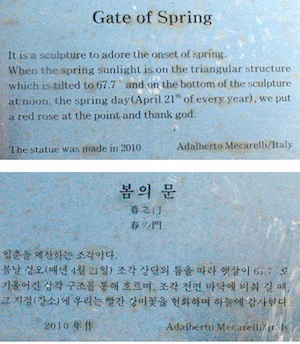 Gate of Spring
It is a sculpture to adore the onset of spring.
When the spring sunlight is on the triangular structure
which is tilted to 67.7° and on the bottom of the sculpture
at noon, the spring day(April 21th of every year), we put
a red rose at the point and thank god.
The statue was made in 2010 Adalberto Mecarelli/Italy
봄의 문
春之门
春の門
입춘을 예찬하는 조각이다.
봄날 정오(매년 4월 21일) 조각 상단의 틈을 따라 햇살이 67.7°로
기울어진 삼각 구조를 통해 흐르며, 조각 전면 바닥에 비춰 질 때,
그 지점(장소)에 우리는 빨간 장미꽃을 헌화하며 하늘에 감사한다.
2010年作 Adalberto Mecarelli/Italy